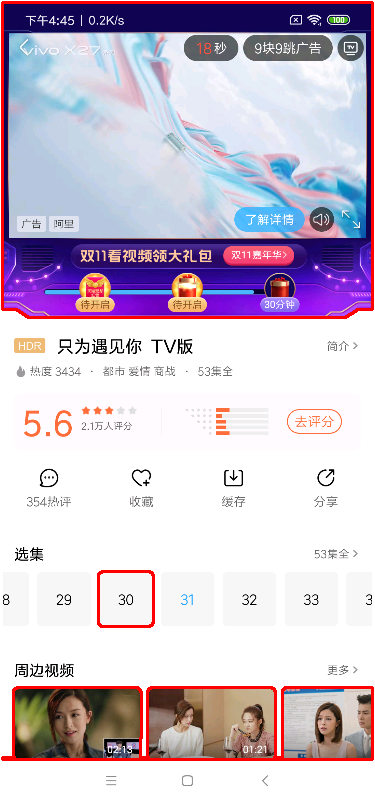 下午4:45 | 0.2K/s
100
vivo X27
18秒
9块9跳广告
TV
广告
阿里
了解详情
双11看视频领大礼包
双11嘉年华>
待开启
待开启
30分钟
HDR 只为遇见你 TV版
简介 >
热度 3434 · 都市 爱情 商战 · 53集全
5.6
2.1万人评分
去评分
354热评
收藏
缓存
分享
选集
53集全 >
8
29
30
31
32
33
3
周边视频
更多 >
02:13
01:21